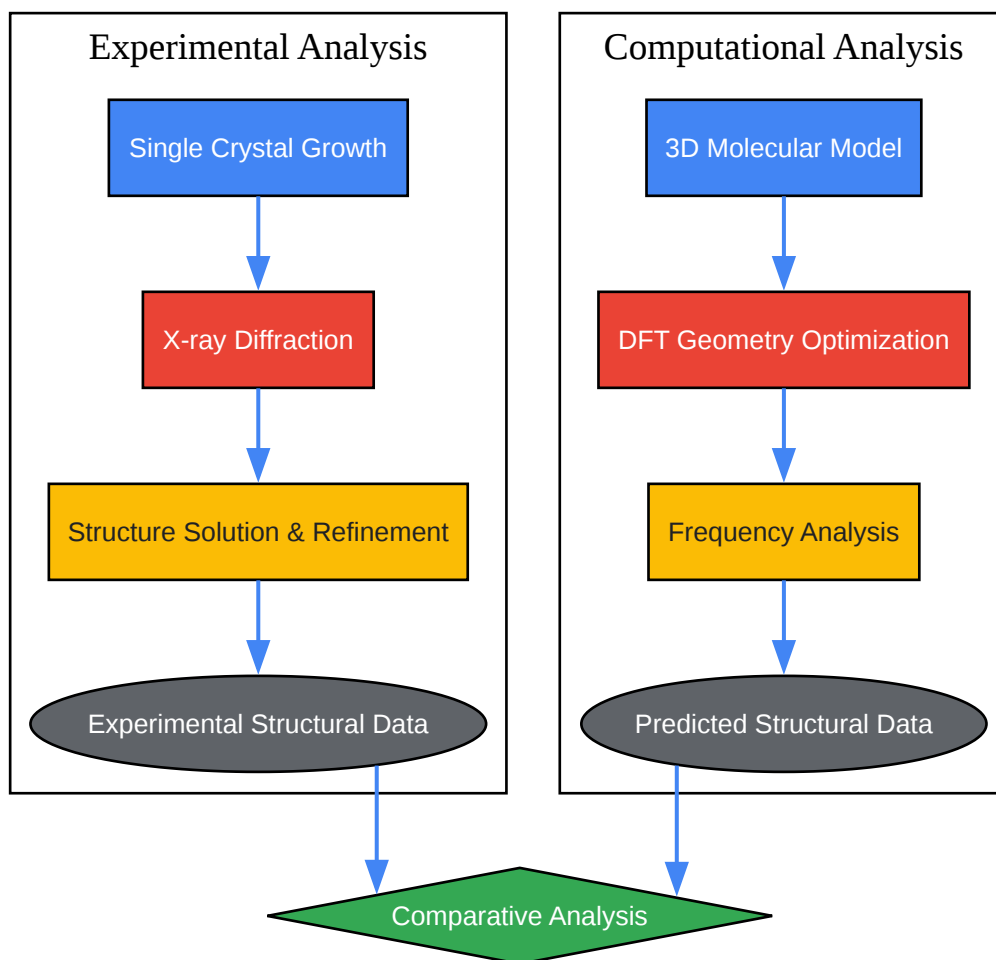 Experimental Analysis
Single Crystal Growth
X-ray Diffraction
Structure Solution & Refinement
Experimental Structural Data
Computational Analysis
3D Molecular Model
DFT Geometry Optimization
Frequency Analysis
Predicted Structural Data
Comparative Analysis